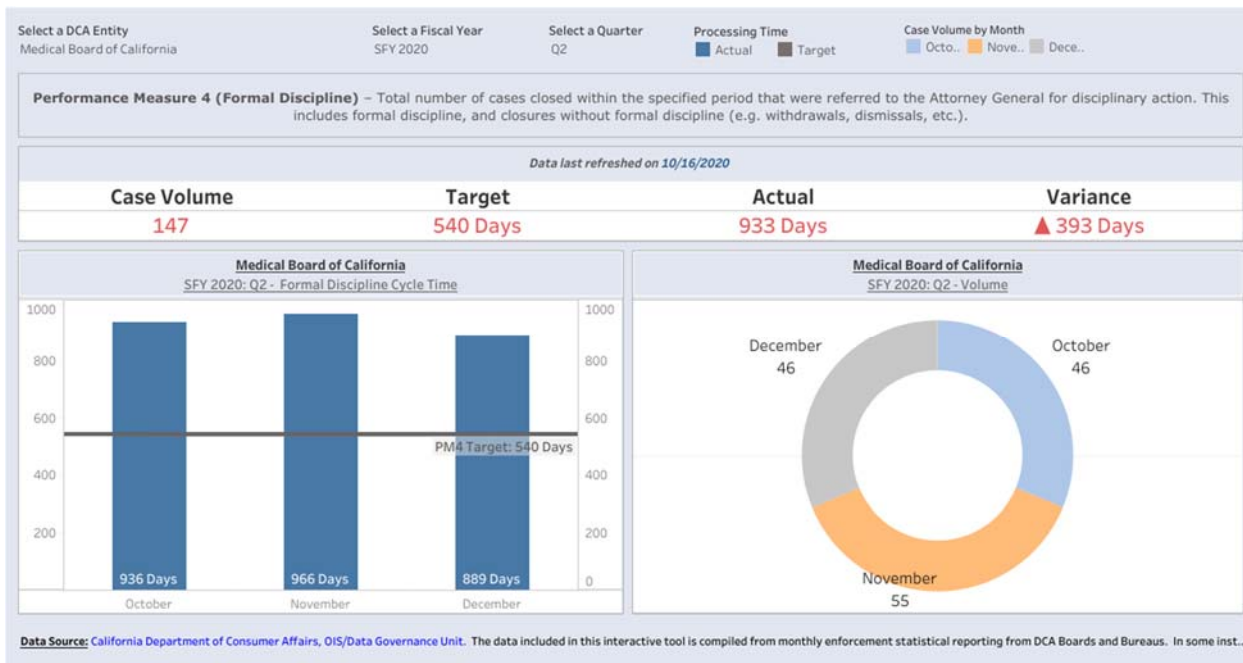 Select a DCA Entity
Medical Board of California
Select a Fiscal Year
SFY 2020
Select a Quarter
Q2
Processing Time
Actual Target
Case Volume by Month
Octo.. Nove.. Dece..
Performance Measure 4 (Formal Discipline) – Total number of cases closed within the specified period that were referred to the Attorney General for disciplinary action. This
includes formal discipline, and closures without formal discipline (e.g. withdrawals, dismissals, etc.).
Data last refreshed on 10/16/2020
Case Volume Target Actual Variance
147 540 Days 933 Days ▲ 393 Days
Medical Board of California
SFY 2020: Q2 - Formal Discipline Cycle Time
1000 1000
800 800
600 600
PM4 Target: 540 Days
400 400
200 200
936 Days 966 Days 889 Days 0
October November December
Medical Board of California
SFY 2020: Q2 - Volume
December
46
October
46
November
55
Data Source: California Department of Consumer Affairs, OIS/Data Governance Unit. The data included in this interactive tool is compiled from monthly enforcement statistical reporting from DCA Boards and Bureaus. In some inst..